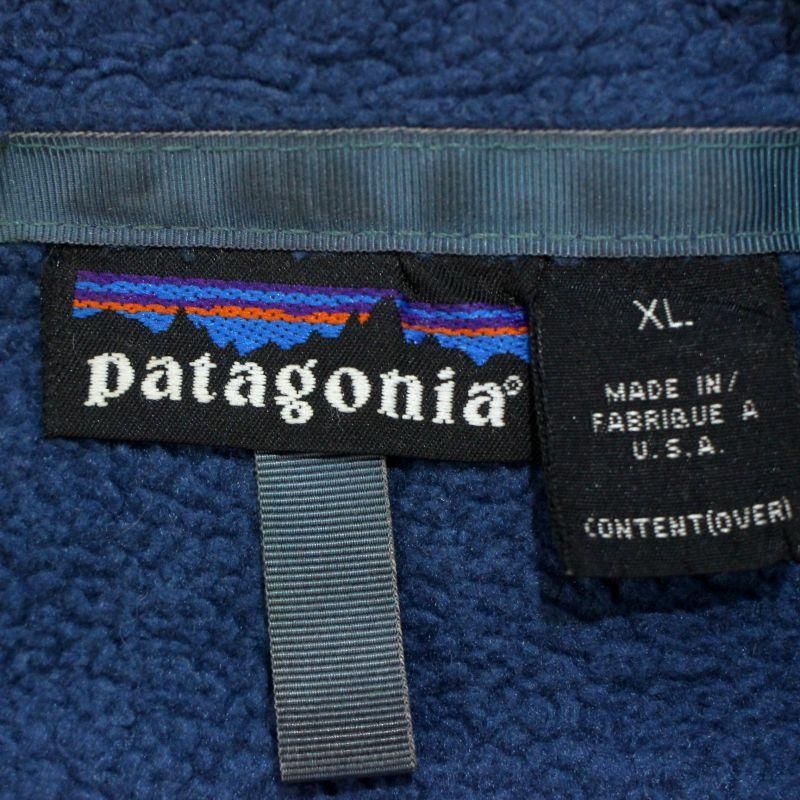 patagonia®
XL.
MADE IN/
FABRIQUE A
U.S.A.
CONTENT(OVER)